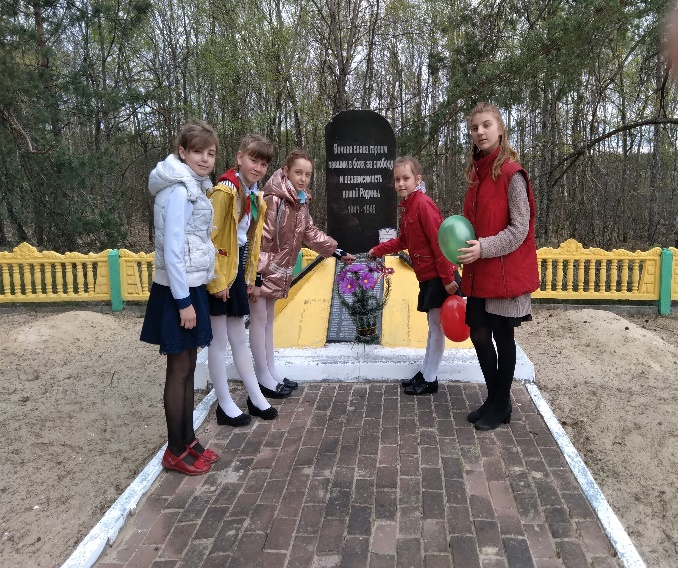 Вечная слава героям
павшим в боях за свободу
и независимость
нашей Родины.
1941-1945